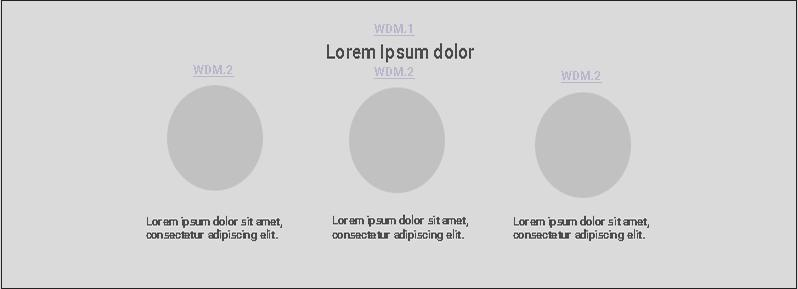 WDM.1
Lorem Ipsum dolor
WDM.2
WDM.2
WDM.2
Lorem ipsum dolor sit amet,
consectetur adipiscing elit.
Lorem ipsum dolor sit amet,
consectetur adipiscing elit.
Lorem ipsum dolor sit amet,
consectetur adipiscing elit.